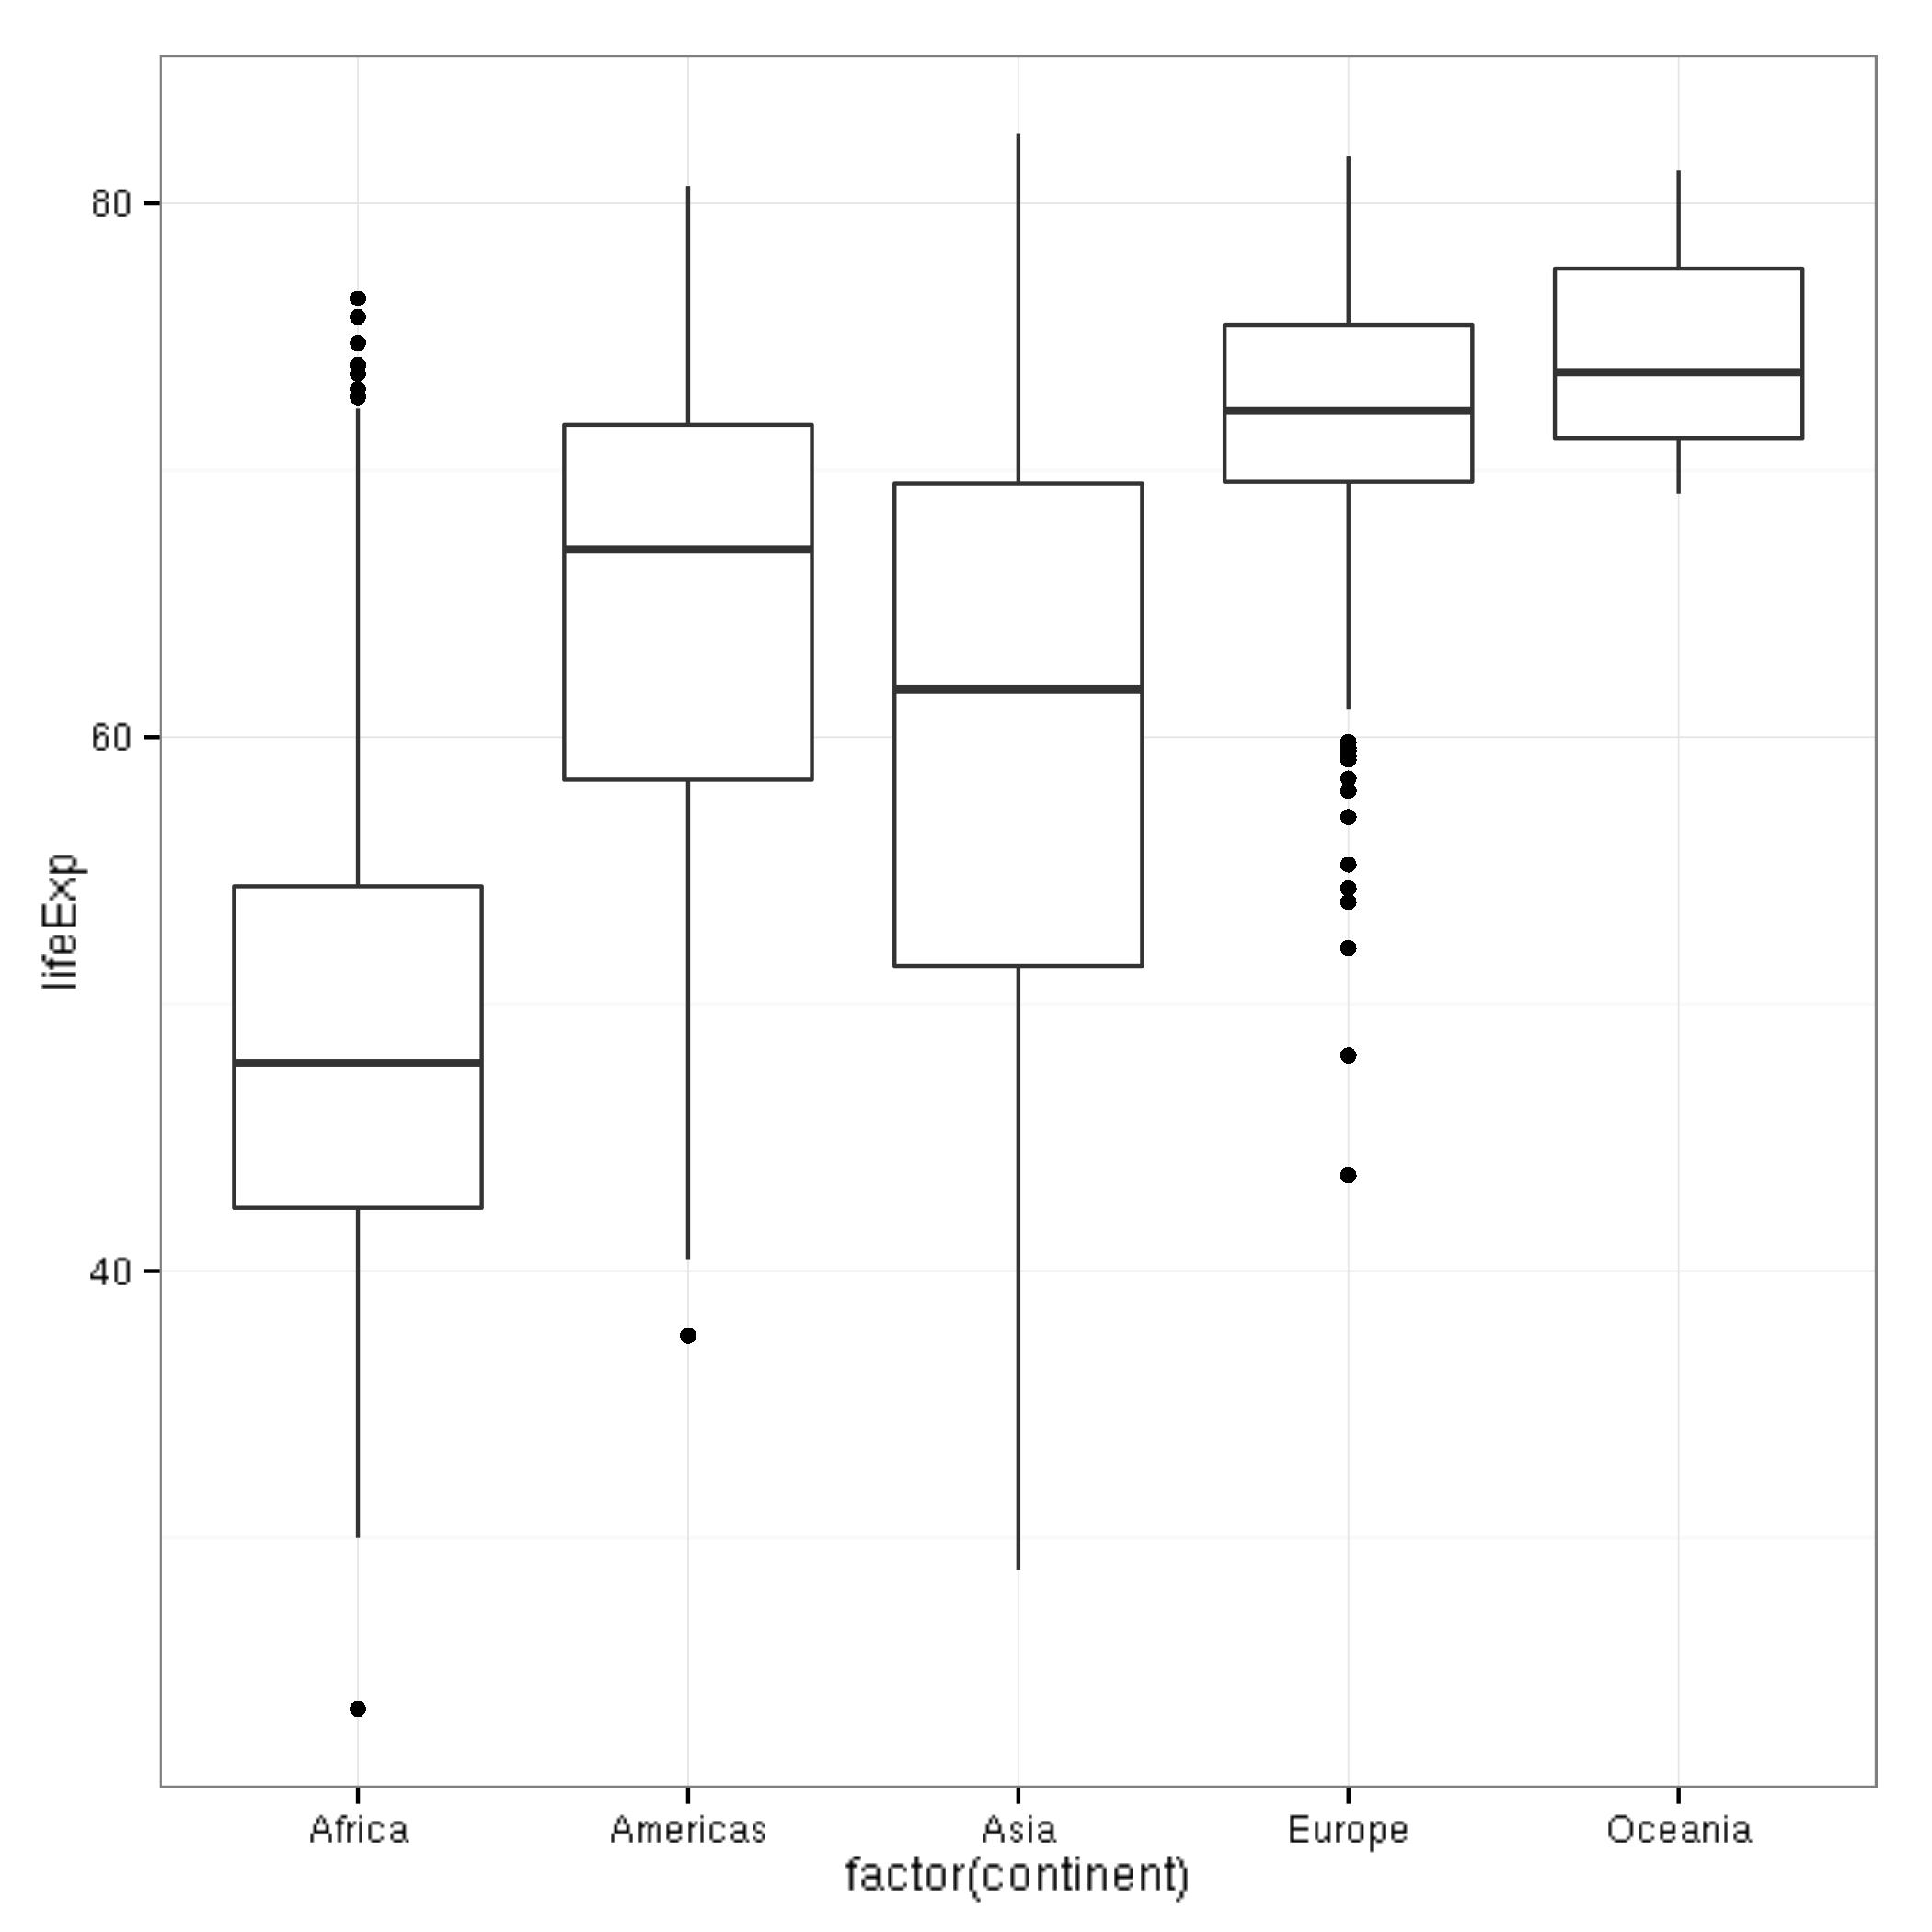 80
60
40
lifeExp
Africa Americas Asia Europe Oceania
factor(continent)